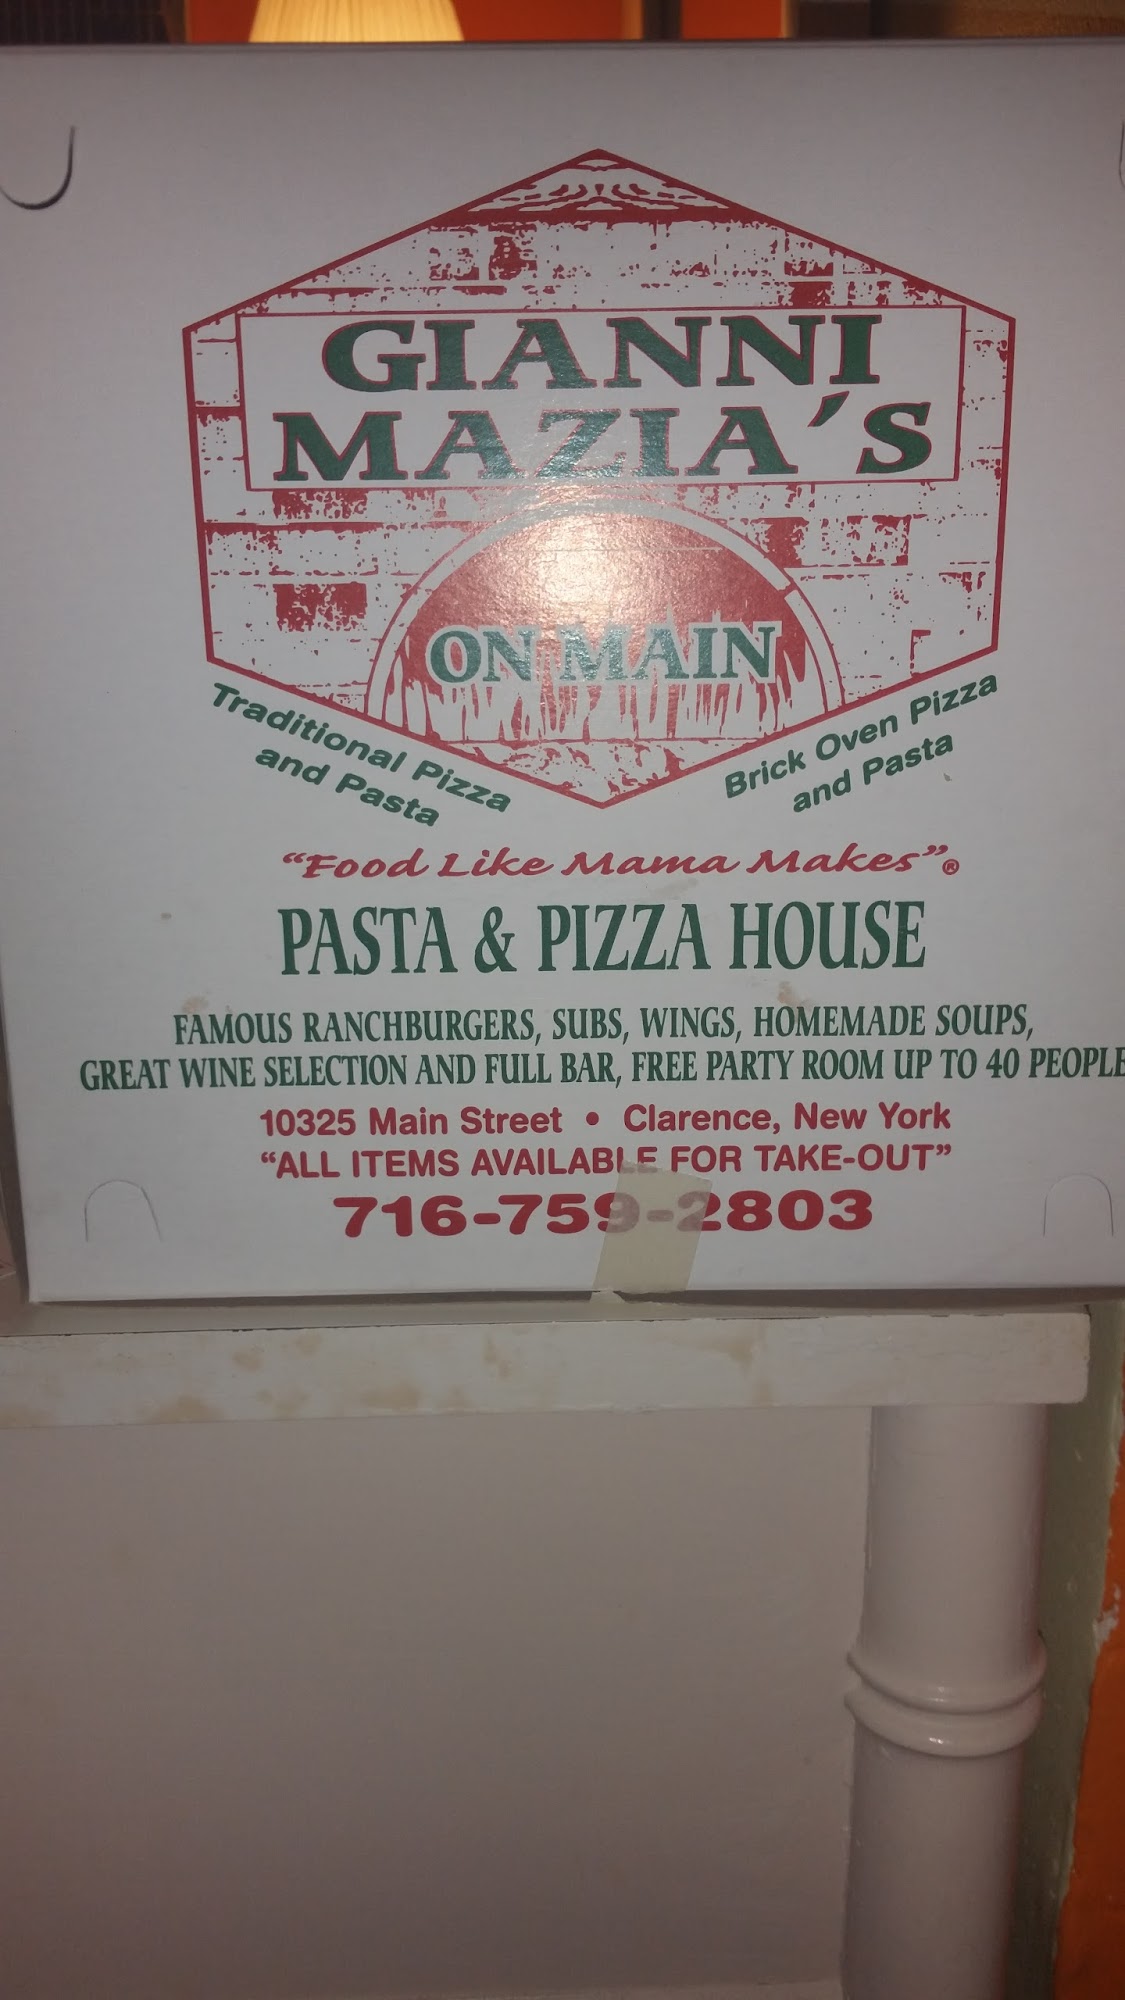 GIANNI
MAZIA'S
ON MAIN
Traditional Pizza
and Pasta
Brick Oven Pizza
and Pasta
"Food Like Mama Makes"®
PASTA & PIZZA HOUSE
FAMOUS RANCHBURGERS, SUBS, WINGS, HOMEMADE SOUPS,
GREAT WINE SELECTION AND FULL BAR, FREE PARTY ROOM UP TO 40 PEOPLE
10325 Main Street • Clarence, New York
"ALL ITEMS AVAILABLE FOR TAKE-OUT"
716-759-2803